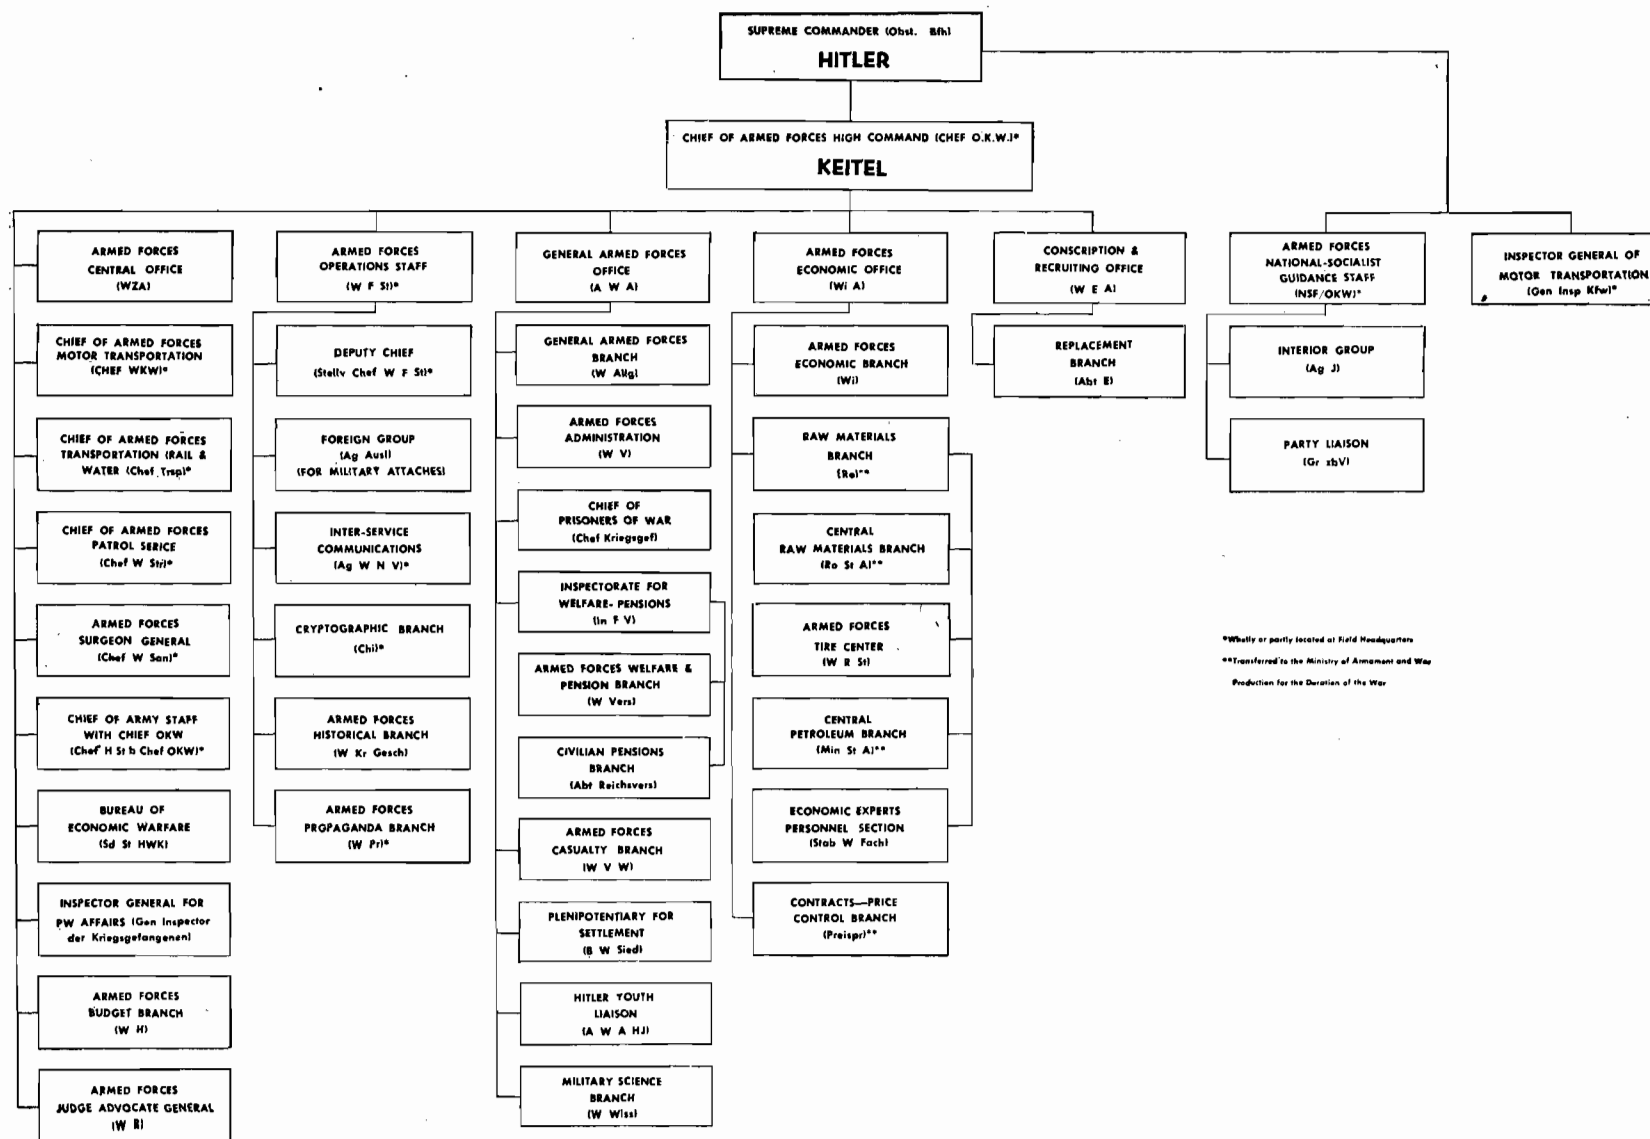 SUPREME COMMANDER (Obst. Bfh)
HITLER
CHIEF OF ARMED FORCES HIGH COMMAND (CHEF O.K.W.)*
KEITEL
ARMED FORCES
CENTRAL OFFICE
(WZA)
CHIEF OF ARMED FORCES
MOTOR TRANSPORTATION
(CHEF WKW)*
CHIEF OF ARMED FORCES
TRANSPORTATION (RAIL &
WATER (Chef Trsp)*
CHIEF OF ARMED FORCES
PATROL SERICE
(Chef W Str)*
ARMED FORCES
SURGEON GENERAL
(Chef W San)*
CHIEF OF ARMY STAFF
WITH CHIEF OKW
(Chef H St b Chef OKW)*
BUREAU OF
ECONOMIC WARFARE
(Sd St HWK)
INSPECTOR GENERAL FOR
PW AFFAIRS (Gen Inspector
der Kriegsgefangenen)
ARMED FORCES
BUDGET BRANCH
(W H)
ARMED FORCES
JUDGE ADVOCATE GENERAL
(W R)
ARMED FORCES
OPERATIONS STAFF
(W F St)*
DEPUTY CHIEF
(Stellv Chef W F St)*
FOREIGN GROUP
(Ag Ausl)
(FOR MILITARY ATTACHES)
INTER-SERVICE
COMMUNICATIONS
(Ag W N V)*
CRYPTOGRAPHIC BRANCH
(Chi)*
ARMED FORCES
HISTORICAL BRANCH
(W Kr Gesch)
ARMED FORCES
PROPAGANDA BRANCH
(W Pr)*
GENERAL ARMED FORCES
OFFICE
(A W A)
GENERAL ARMED FORCES
BRANCH
(W Allg)
ARMED FORCES
ADMINISTRATION
(W V)
CHIEF OF
PRISONERS OF WAR
(Chef Kriegsgef)
INSPECTORATE FOR
WELFARE- PENSIONS
(In F V)
ARMED FORCES WELFARE &
PENSION BRANCH
(W Vers)
CIVILIAN PENSIONS
BRANCH
(Abt Reichsvers)
ARMED FORCES
CASUALTY BRANCH
(W V W)
PLENIPOTENTIARY FOR
SETTLEMENT
(B W Sied)
HITLER YOUTH
LIAISON
(A W A HJ)
MILITARY SCIENCE
BRANCH
(W Wiss)
ARMED FORCES
ECONOMIC OFFICE
(Wi A)
ARMED FORCES
ECONOMIC BRANCH
(Wi)
RAW MATERIALS
BRANCH
(Ro)**
CENTRAL
RAW MATERIALS BRANCH
(Ro St A)**
ARMED FORCES
TIRE CENTER
(W R St)
CENTRAL
PETROLEUM BRANCH
(Min St A)**
ECONOMIC EXPERTS
PERSONNEL SECTION
(Stab W Fach)
CONTRACTS—PRICE
CONTROL BRANCH
(Preispr)**
CONSCRIPTION &
RECRUITING OFFICE
(W E A)
REPLACEMENT
BRANCH
(Abt E)
ARMED FORCES
NATIONAL-SOCIALIST
GUIDANCE STAFF
(NSF/OKW)*
INTERIOR GROUP
(Ag J)
PARTY LIAISON
(Gr zbV)
INSPECTOR GENERAL OF
MOTOR TRANSPORTATION
(Gen Insp Kfw)*
*Wholly or partly located at Field Headquarters
**Transferred to the Ministry of Armament and War
Production for the Duration of the War